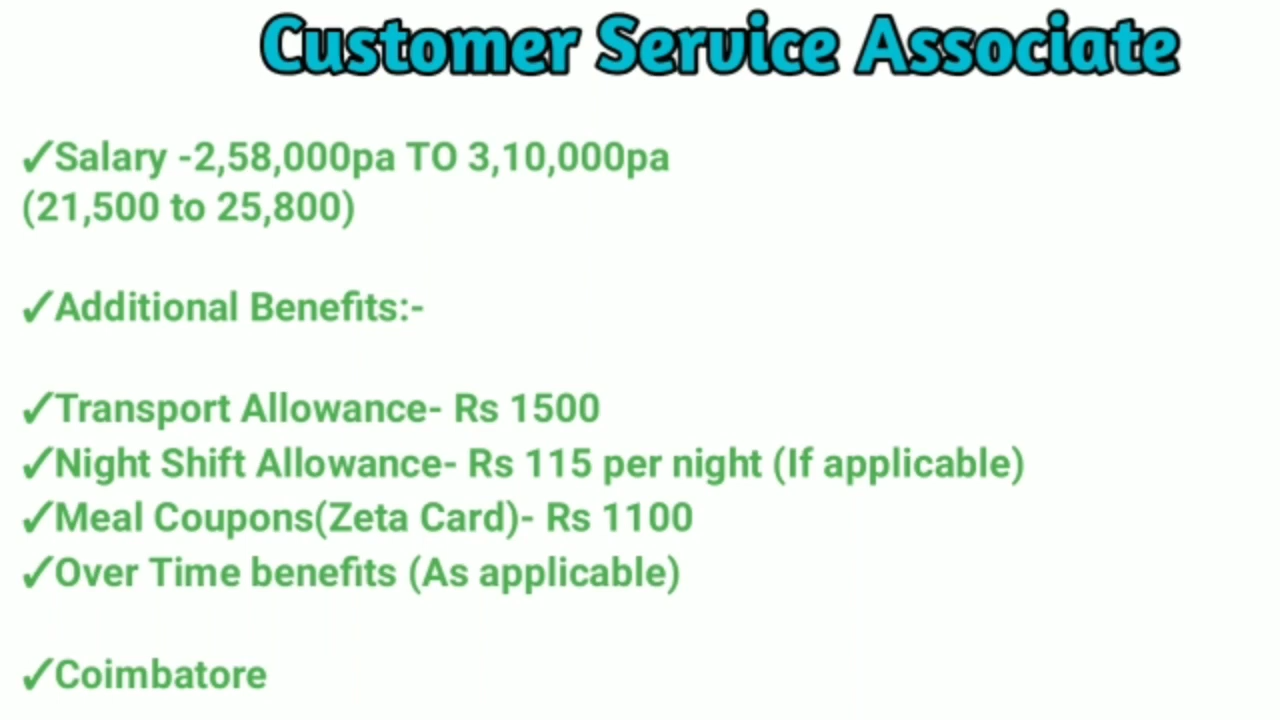 Customer Service Associate
✓Salary -2,58,000pa TO 3,10,000pa
(21,500 to 25,800)
✓Additional Benefits:-
✓Transport Allowance- Rs 1500
✓Night Shift Allowance- Rs 115 per night (If applicable)
✓Meal Coupons(Zeta Card)- Rs 1100
✓Over Time benefits (As applicable)
✓Coimbatore